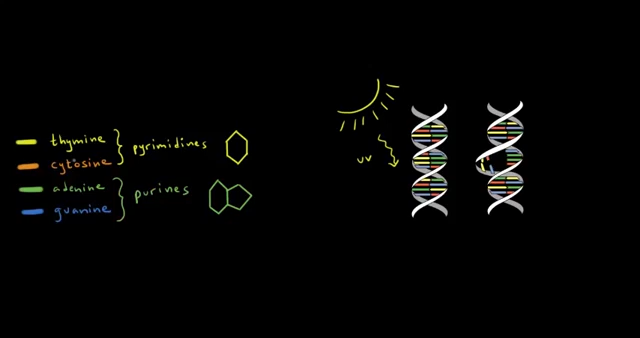 thymine
cytosine
pyrimidines
adenine
guanine
purines
UV